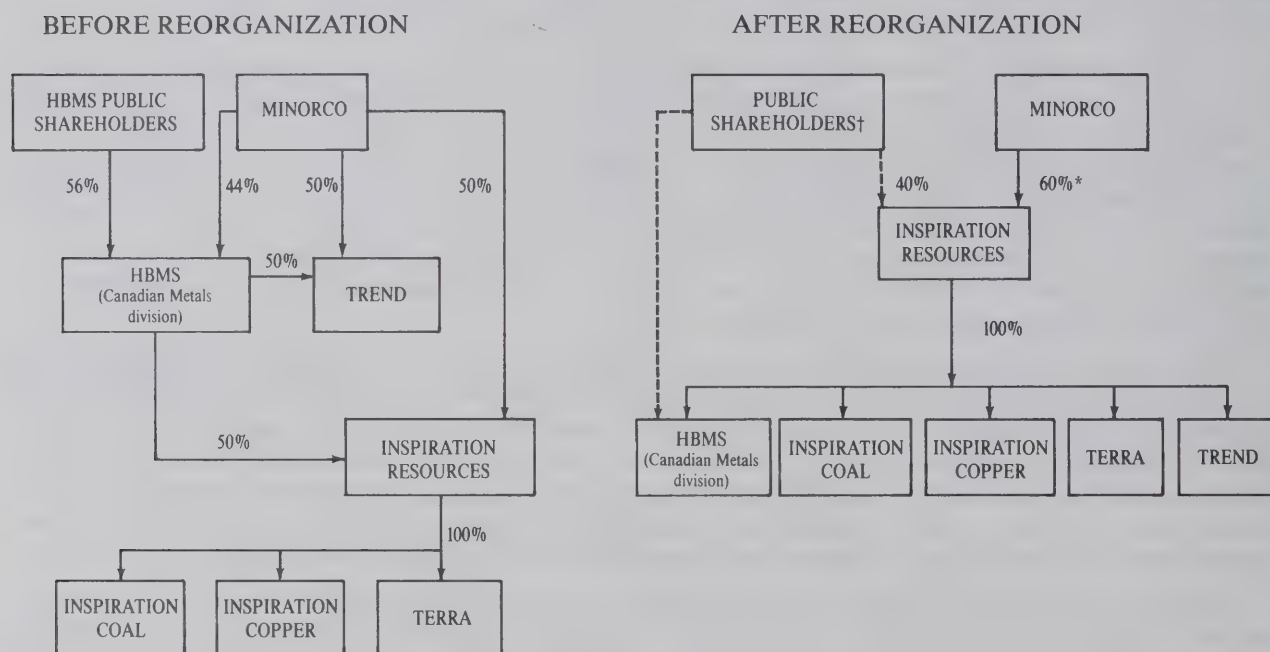 BEFORE REORGANIZATION
HBMS PUBLIC
SHAREHOLDERS
MINORCO
56%
44%
50%
50%
HBMS
(Canadian Metals
division)
50%
TREND
50%
INSPIRATION
RESOURCES
100%
INSPIRATION
COAL
INSPIRATION
COPPER
TERRA
AFTER REORGANIZATION
PUBLIC
SHAREHOLDERS†
MINORCO
40%
60%*
INSPIRATION
RESOURCES
100%
HBMS
(Canadian Metals
division)
INSPIRATION
COAL
INSPIRATION
COPPER
TERRA
TREND